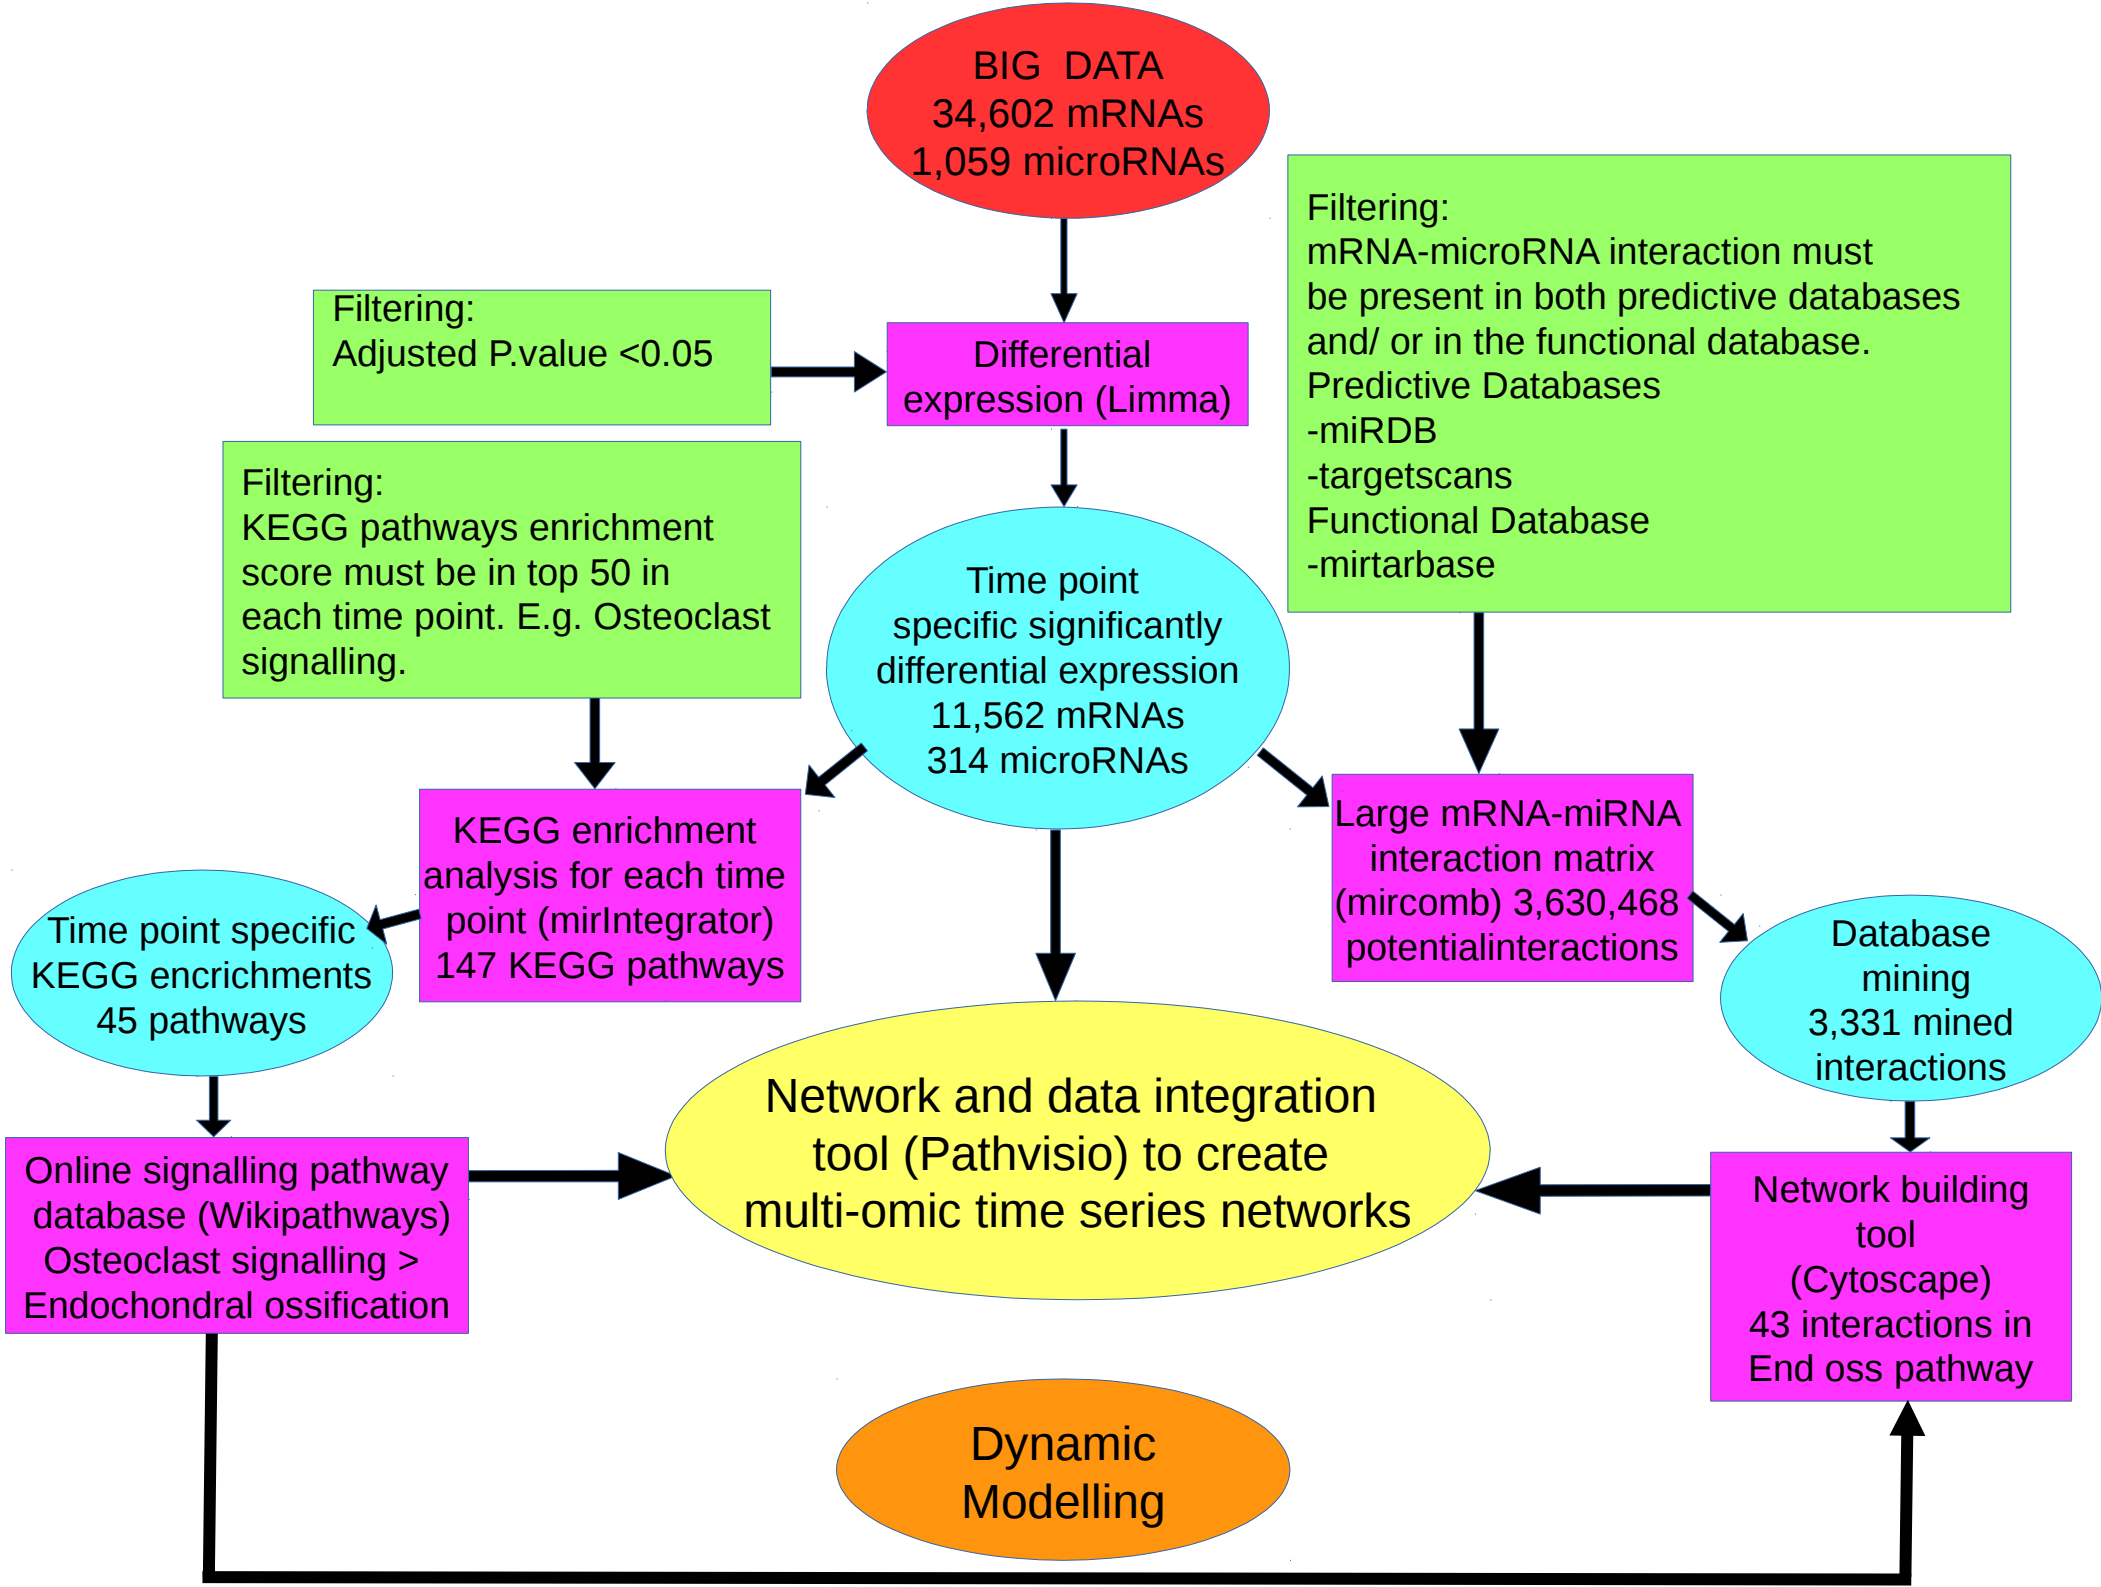 BIG DATA
34,602 mRNAs
1,059 microRNAs
Filtering:
mRNA-microRNA interaction must
be present in both predictive databases
and/ or in the functional database.
Predictive Databases
-miRDB
-targetscans
Functional Database
-mirtarbase
Filtering:
Adjusted P.value <0.05
Differential
expression (Limma)
Filtering:
KEGG pathways enrichment
score must be in top 50 in
each time point. E.g. Osteoclast
signalling.
Time point
specific significantly
differential expression
11,562 mRNAs
314 microRNAs
KEGG enrichment
analysis for each time
point (mirIntegrator)
147 KEGG pathways
Large mRNA-miRNA
interaction matrix
(mircomb) 3,630,468
potentialinteractions
Time point specific
KEGG encrichments
45 pathways
Database
mining
3,331 mined
interactions
Network and data integration
tool (Pathvisio) to create
multi-omic time series networks
Online signalling pathway
database (Wikipathways)
Osteoclast signalling >
Endochondral ossification
Network building
tool
(Cytoscape)
43 interactions in
End oss pathway
Dynamic
Modelling